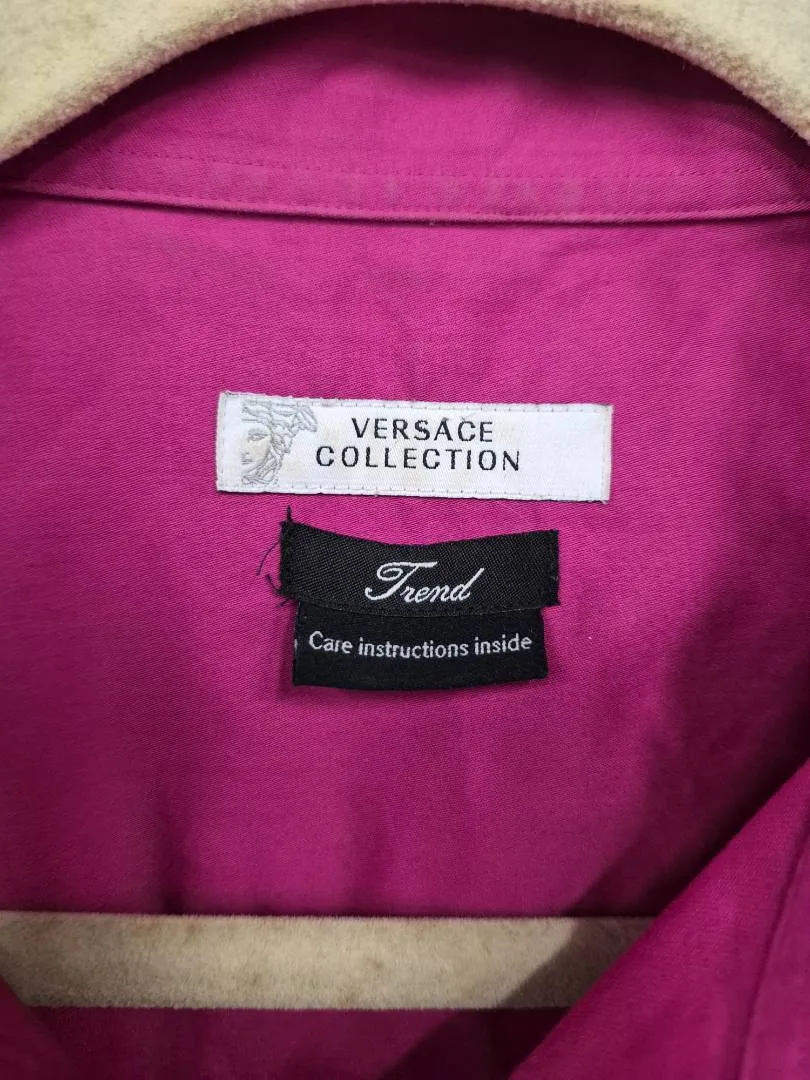 VERSACE
COLLECTION
Trend
Care instructions inside